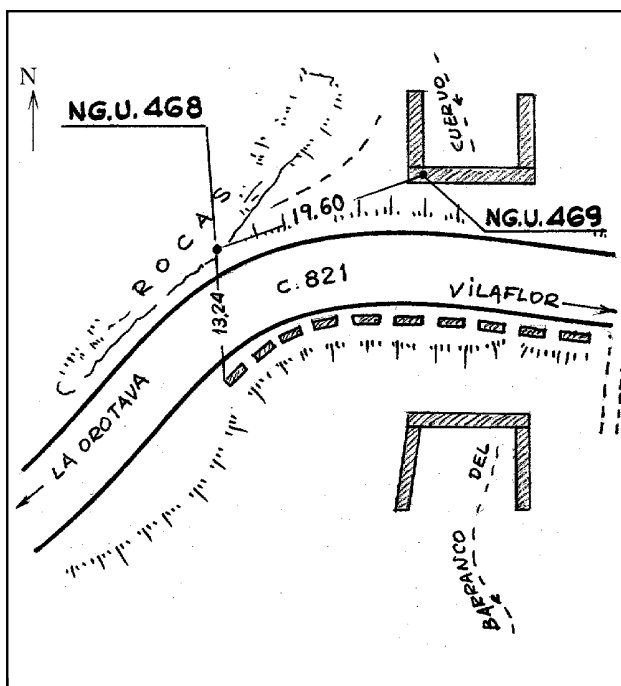 N
NG.U. 468
CUERVO
ROCAS
19.60
NG.U. 469
C. 821
13,24
VILAFLOR
LA OROTAVA
DEL
BARRANCO